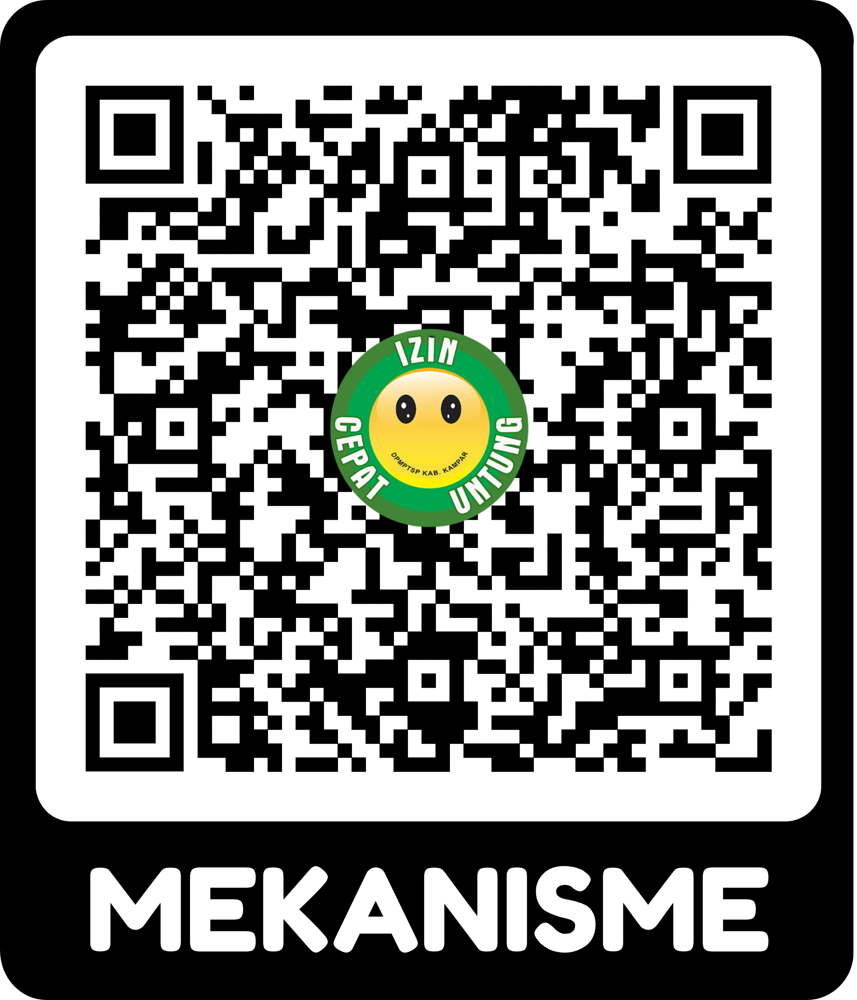 IZIN
CEPAT
UNTUNG
DPMPTSP KAB. KAMPAR
MEKANISME